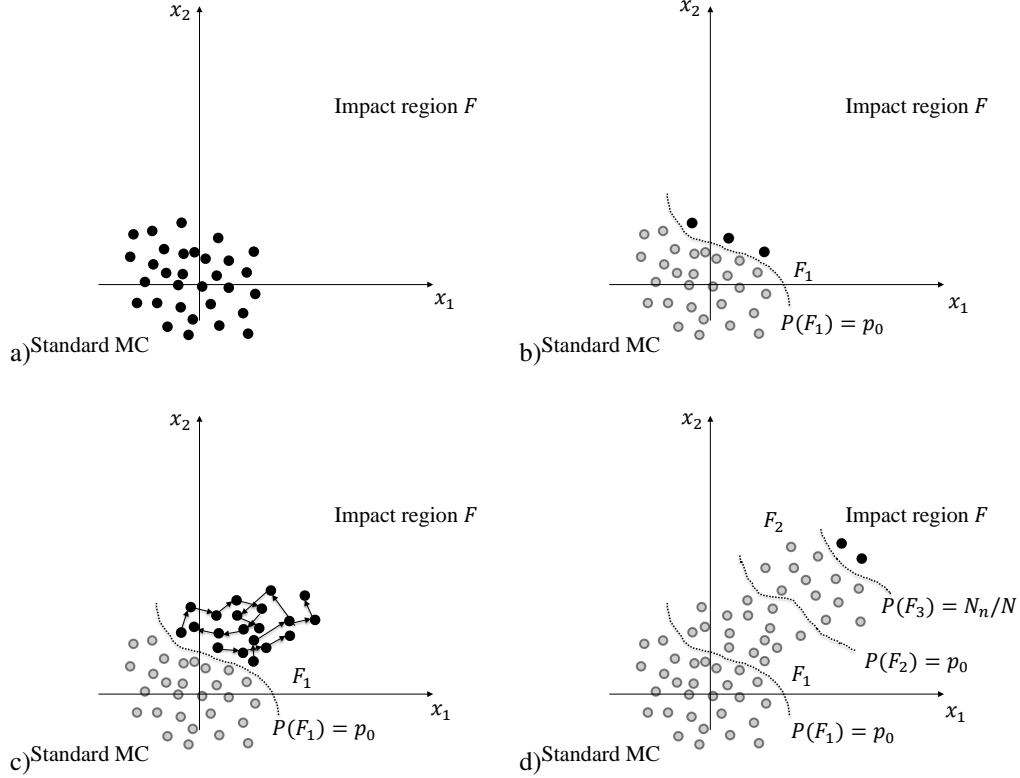 x₂
Impact region F
x₁
a) Standard MC
x₂
Impact region F
F₁
x₁
P(F₁) = p₀
b) Standard MC
x₂
Impact region F
F₁
x₁
P(F₁) = p₀
c) Standard MC
x₂
F₂ Impact region F
P(F₃) = Nₙ/N
P(F₂) = p₀
F₁
x₁
P(F₁) = p₀
d) Standard MC